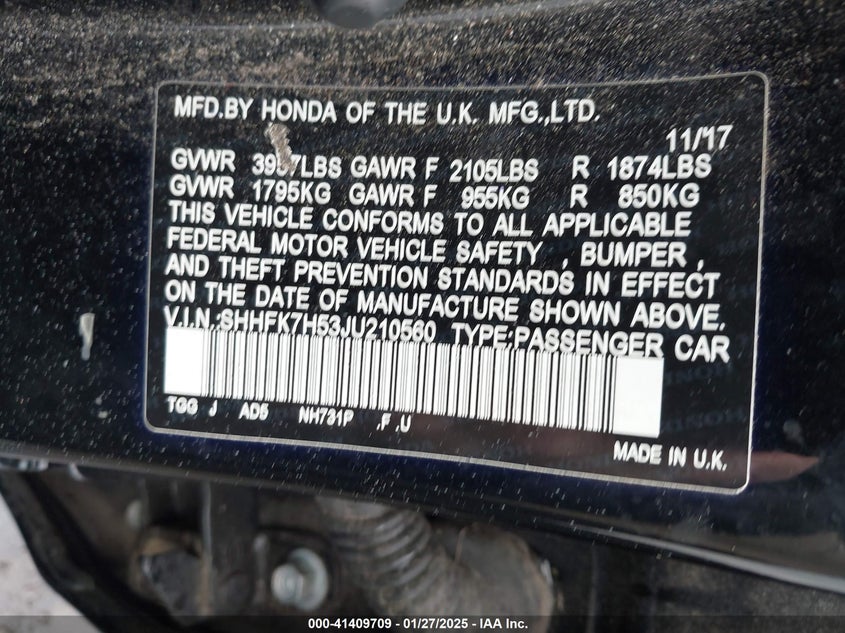 MFD.BY HONDA OF THE U.K. MFG.,LTD.
11/17
GVWR GAWR F 2105LBS R 1874LBS
GVWR 1795KG GAWR F 955KG R 850KG
THIS VEHICLE CONFORMS TO ALL APPLICABLE
FEDERAL MOTOR VEHICLE SAFETY , BUMPER ,
AND THEFT PREVENTION STANDARDS IN EFFECT
ON THE DATE OF MANUFACTURE SHOWN ABOVE.
V.I.N.:SHHFK7H53JU210560 TYPE:PASSENGER CAR
TGG J AD5 NH731P ,F ,U
MADE IN U.K.
000-41409709 - 01/27/2025 - IAA Inc.